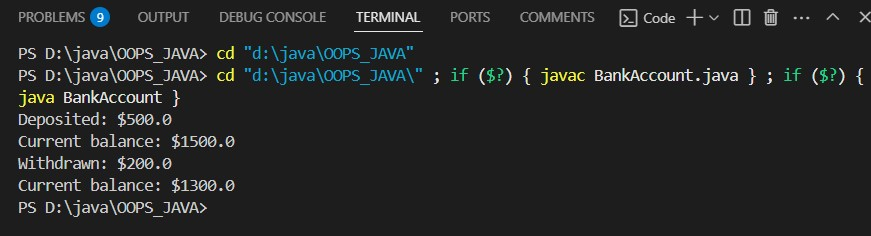 PROBLEMS 9 OUTPUT DEBUG CONSOLE TERMINAL PORTS COMMENTS Code
PS D:\java\OOPS_JAVA> cd "d:\java\OOPS_JAVA"
PS D:\java\OOPS_JAVA> cd "d:\java\OOPS_JAVA\" ; if ($?) { javac BankAccount.java } ; if ($?) {
java BankAccount }
Deposited: $500.0
Current balance: $1500.0
Withdrawn: $200.0
Current balance: $1300.0
PS D:\java\OOPS_JAVA>